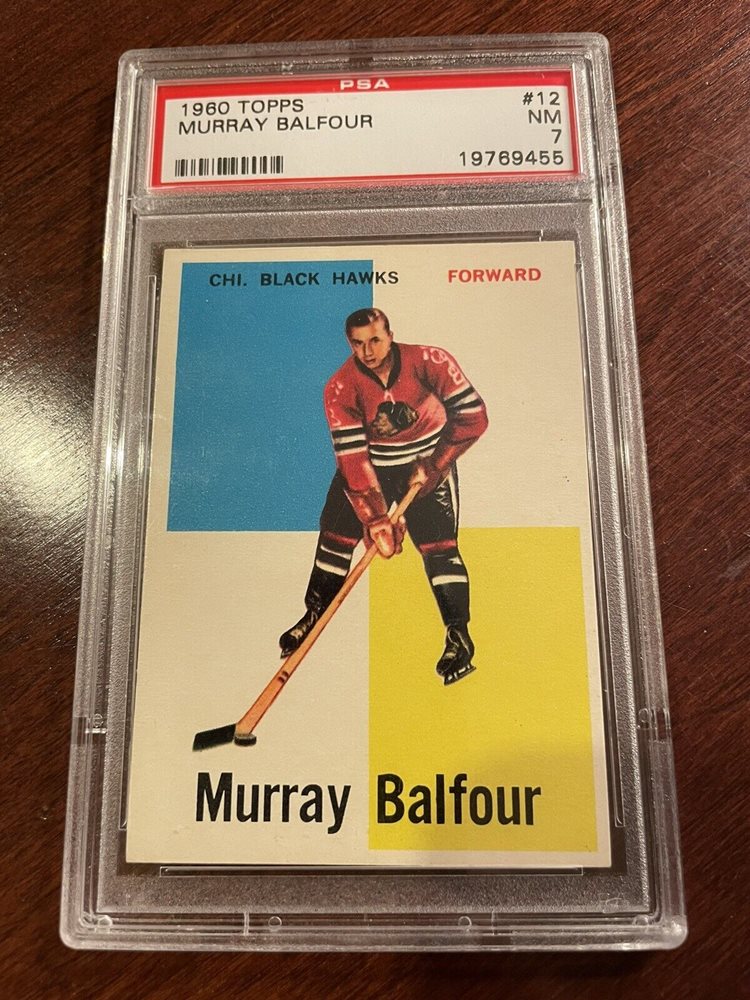 PSA
1960 TOPPS #12
MURRAY BALFOUR NM
7
19769455
CHI. BLACK HAWKS FORWARD
Murray Balfour